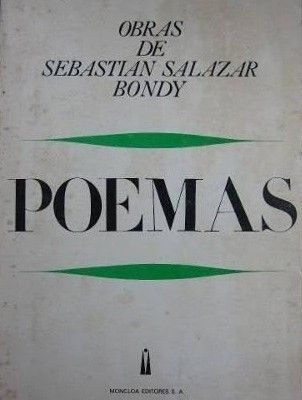 OBRAS
DE
SEBASTIAN SALAZAR
BONDY
POEMAS
MONCLOA EDITORES S. A.